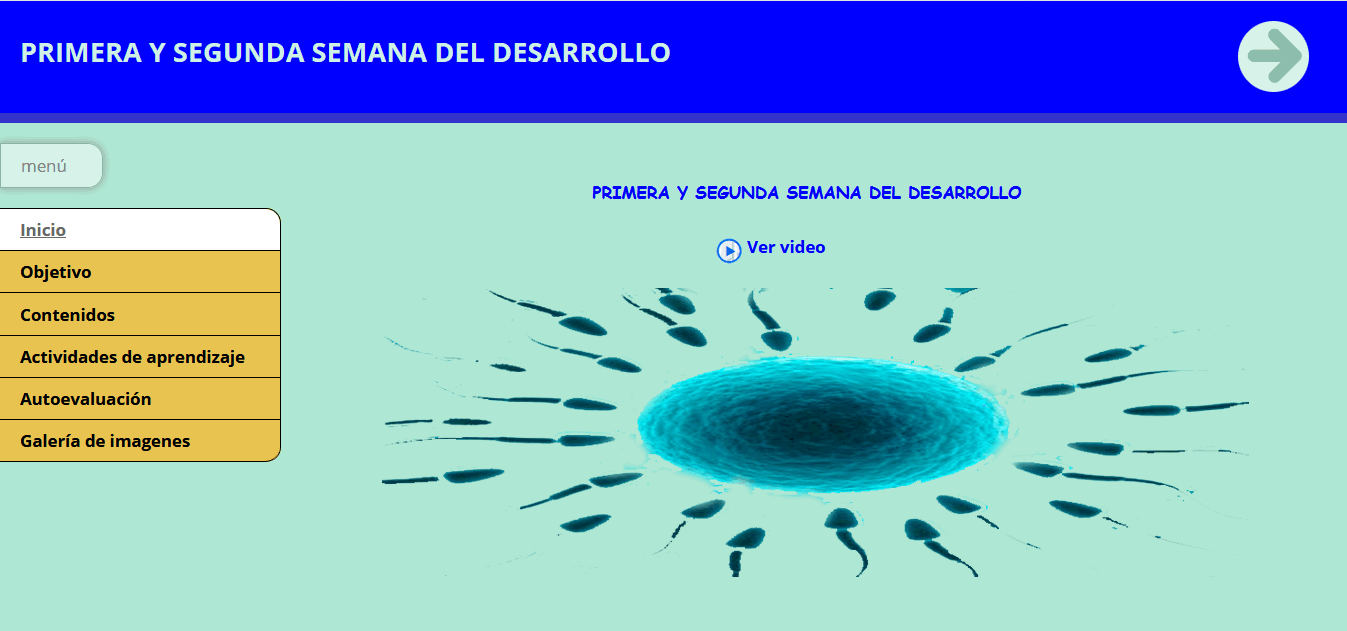 PRIMERA Y SEGUNDA SEMANA DEL DESARROLLO
menú
Inicio
Objetivo
Contenidos
Actividades de aprendizaje
Autoevaluación
Galería de imagenes
PRIMERA Y SEGUNDA SEMANA DEL DESARROLLO
Ver video